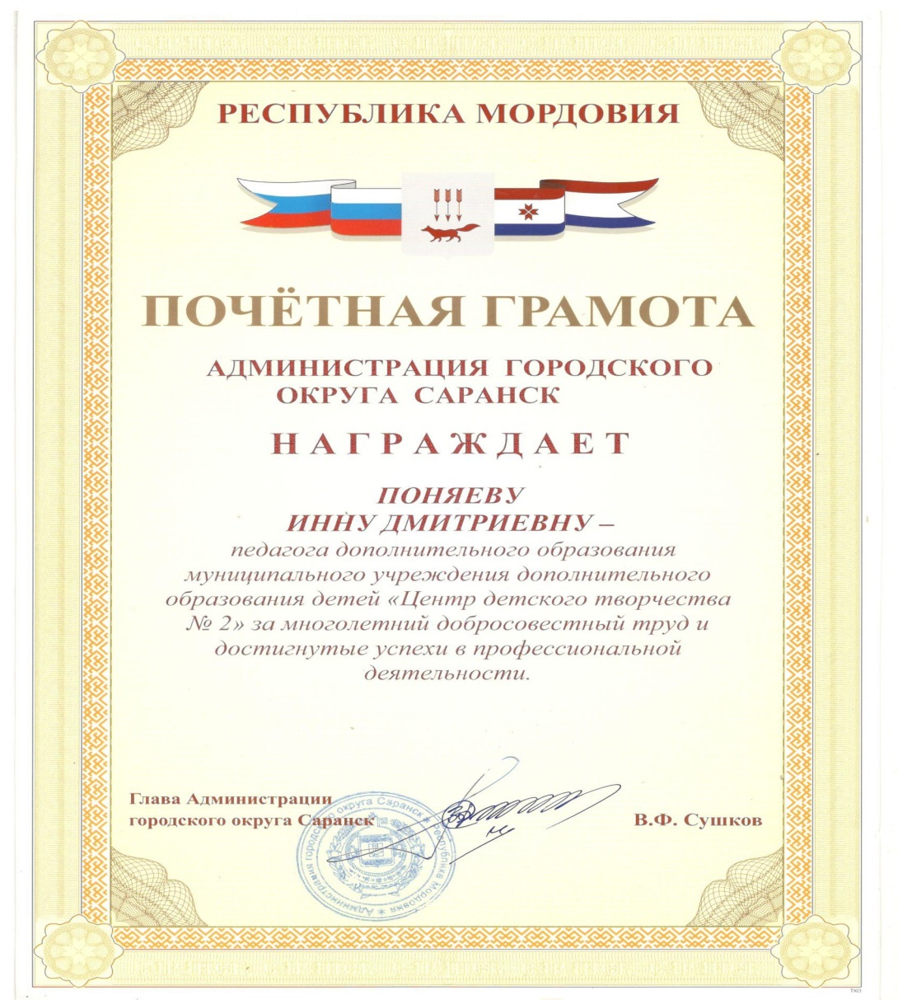 РЕСПУБЛИКА МОРДОВИЯ
ПОЧЁТНАЯ ГРАМОТА
АДМИНИСТРАЦИЯ ГОРОДСКОГО
ОКРУГА САРАНСК
НАГРАЖДАЕТ
ПОНЯЕВУ
ИННУ ДМИТРИЕВНУ –
педагога дополнительного образования
муниципального учреждения дополнительного
образования детей «Центр детского творчества
№ 2» за многолетний добросовестный труд и
достигнутые успехи в профессиональной
деятельности.
Глава Администрации
городского округа Саранск
В.Ф. Сушков
Администрация городского округа Саранск * Республика Мордовия *
ТКО